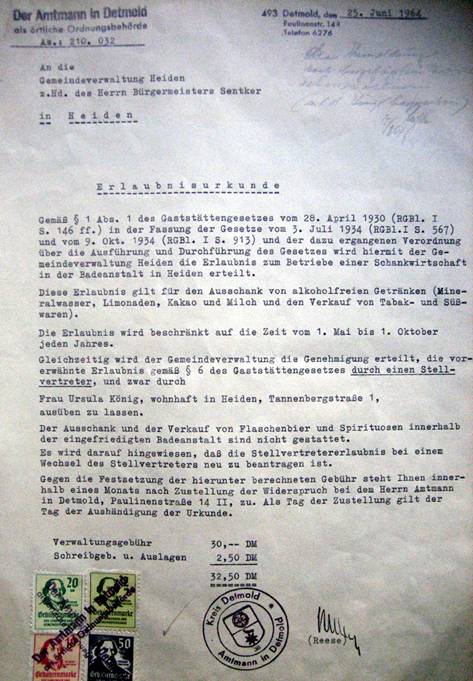 Der Amtmann in Detmold
als örtliche Ordnungsbehörde
Az.: 210. 032
493 Detmold, den 25. Juni 1964
Paulinenstr. 14II
Telefon 6276
An die
Gemeindeverwaltung Heiden
z.Hd. des Herrn Bürgermeisters Sentker
in Heiden
Erlaubnisurkunde
Gemäß § 1 Abs. 1 des Gaststättengesetzes vom 28. April 1930 (RGBl. I
S. 146 ff.) in der Fassung der Gesetze vom 3. Juli 1934 (RGBl.I S. 567)
und vom 9. Okt. 1934 (RGBl. I S. 913) und der dazu ergangenen Verordnung
über die Ausführung und Durchführung des Gesetzes wird hiermit der Ge-
meindeverwaltung Heiden die Erlaubnis zum Betriebe einer Schankwirtschaft
in der Badeanstalt in Heiden erteilt.
Diese Erlaubnis gilt für den Ausschank von alkoholfreien Getränken (Mine-
ralwasser, Limonaden, Kakao und Milch und den Verkauf von Tabak- und Süß-
waren).
Die Erlaubnis wird beschränkt auf die Zeit vom 1. Mai bis 1. Oktober
jeden Jahres.
Gleichzeitig wird der Gemeindeverwaltung die Genehmigung erteilt, die vor-
erwähnte Erlaubnis gemäß § 6 des Gaststättengesetzes durch einen Stell-
vertreter, und zwar durch
Frau Ursula König, wohnhaft in Heiden, Tannenbergstraße 1,
ausüben zu lassen.
Der Ausschank und der Verkauf von Flaschenbier und Spirituosen innerhalb
der eingefriedigten Badeanstalt sind nicht gestattet.
Es wird darauf hingwiesen, daß die Stellvertretererlaubnis bei einem
Wechsel des Stellvertreters neu zu beantragen ist.
Gegen die Festsetzung der hierunter berechneten Gebühr steht Ihnen inner-
halb eines Monats nach Zustellung der Widerspruch bei dem Herrn Amtmann
in Detmold, Paulinenstraße 14 II, zu. Als Tag der Zustellung gilt der
Tag der Aushändigung der Urkunde.
Verwaltungsgebühr 30,-- DM
Schreibgeb. u. Auslagen 2,50 DM
32,50 DM
20
Gebührenmarke
50
Der Amtmann in Detmold
als örtliche Ordnungsbehörde
Kreis Detmold
Amtmann in Detmold
(Reese)